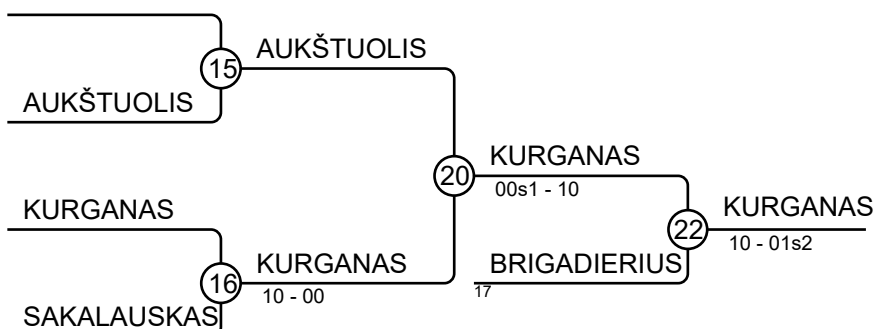 AUKŠTUOLIS
15
AUKŠTUOLIS
KURGANAS
20
00s1 - 10
KURGANAS
KURGANAS
22
10 - 01s2
KURGANAS
BRIGADIERIUS
16
10 - 00
17
SAKALAUSKAS